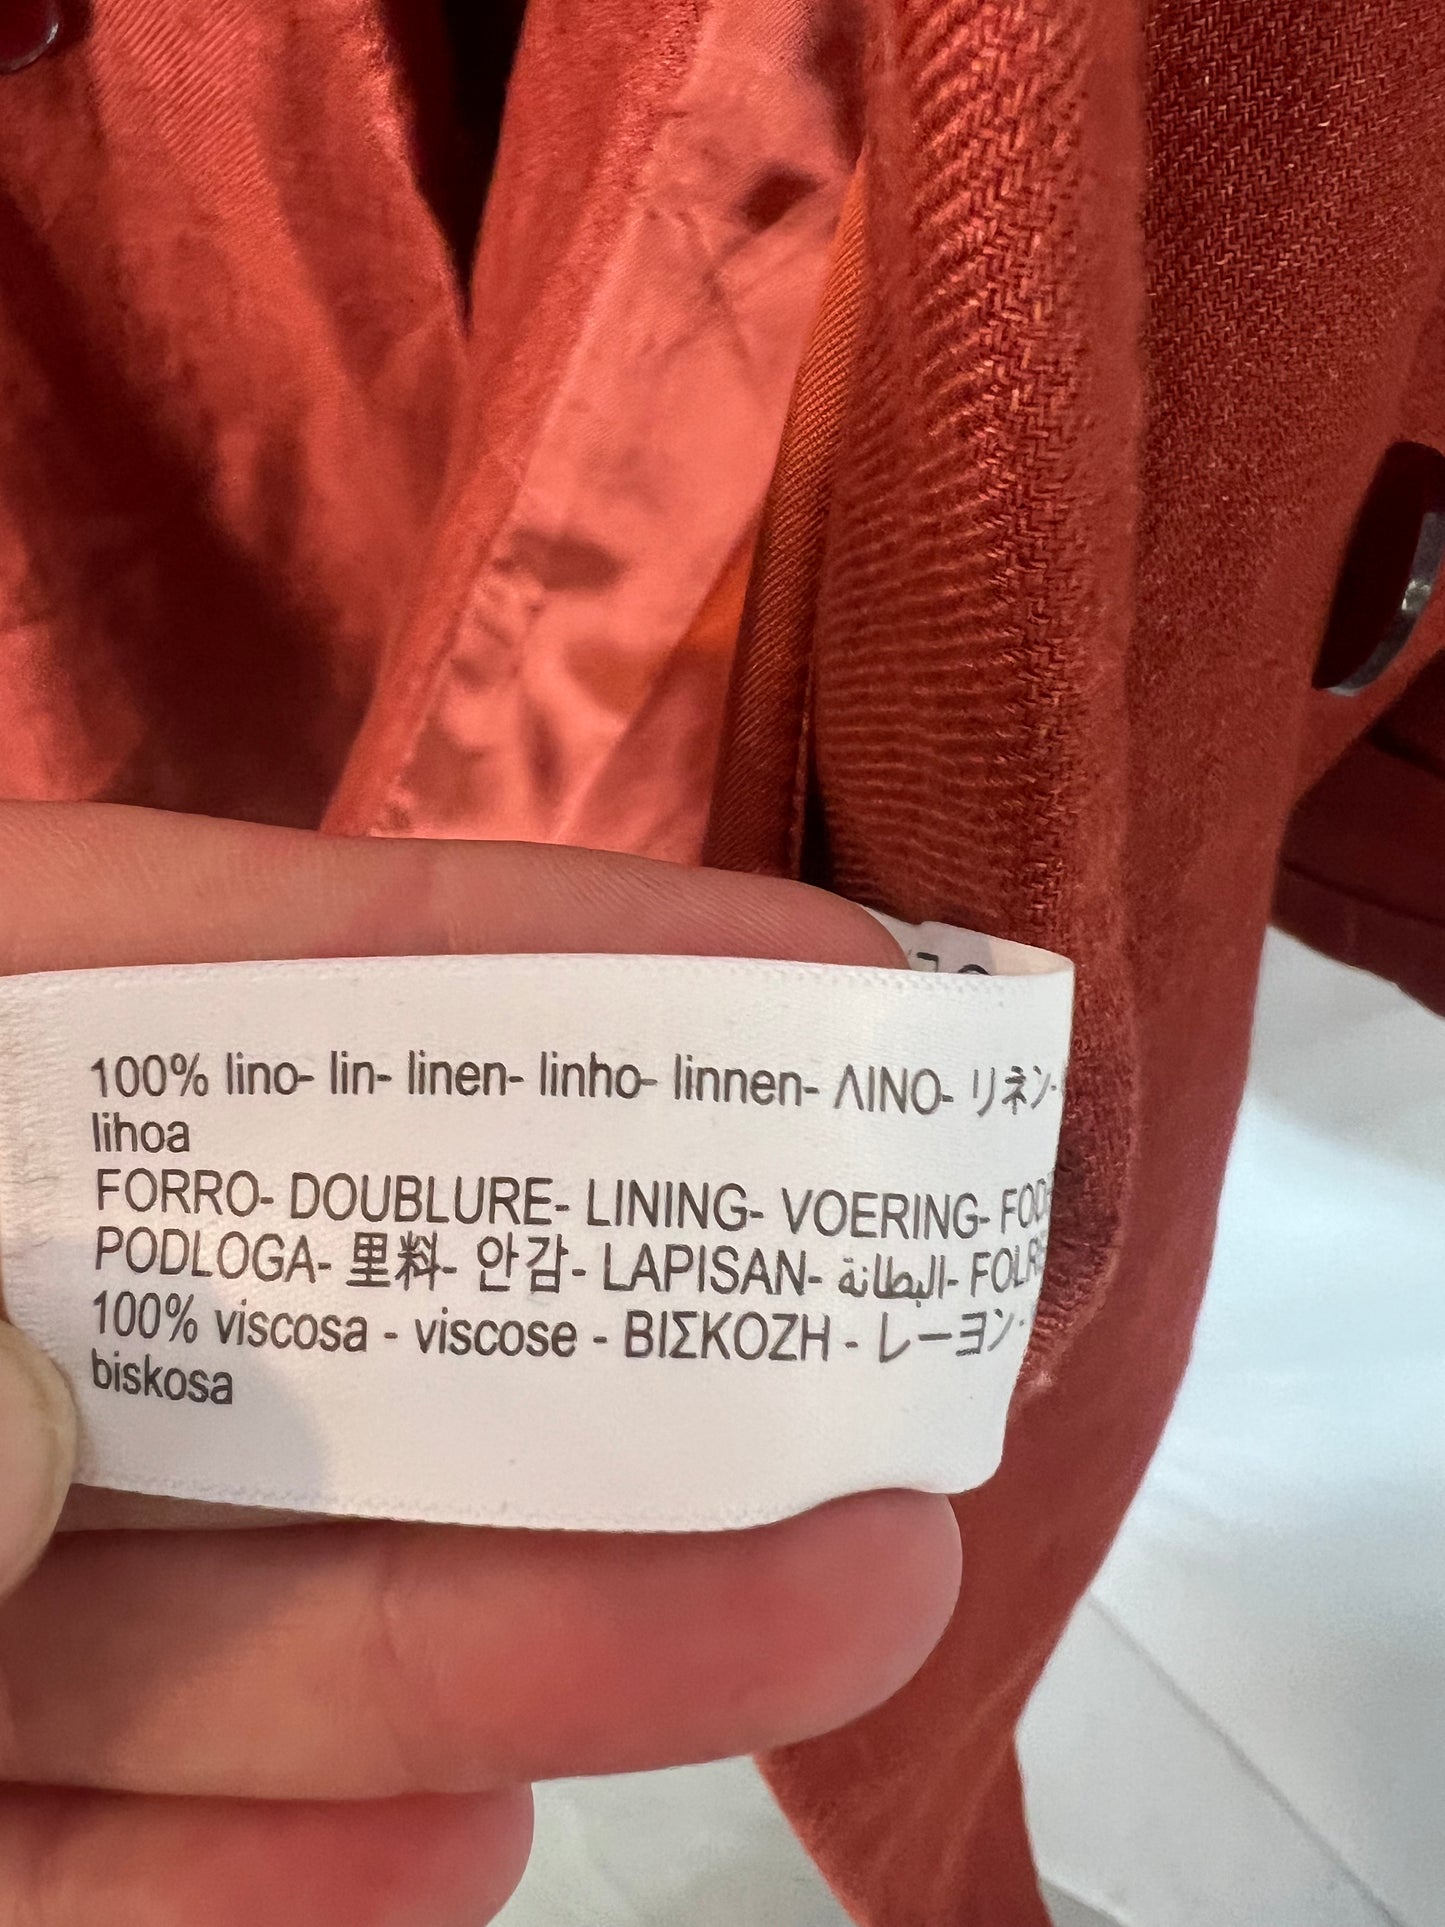 100% lino- lin- linen- linho- linnen- ΛΙΝΟ- リネン-
lihoa
FORRO- DOUBLURE- LINING- VOERING-
PODLOGA- 里料- 안감- LAPISAN- البطانة-
100% viscosa - viscose - ΒΙΣΚΟΖΗ - レーヨン-
biskosa